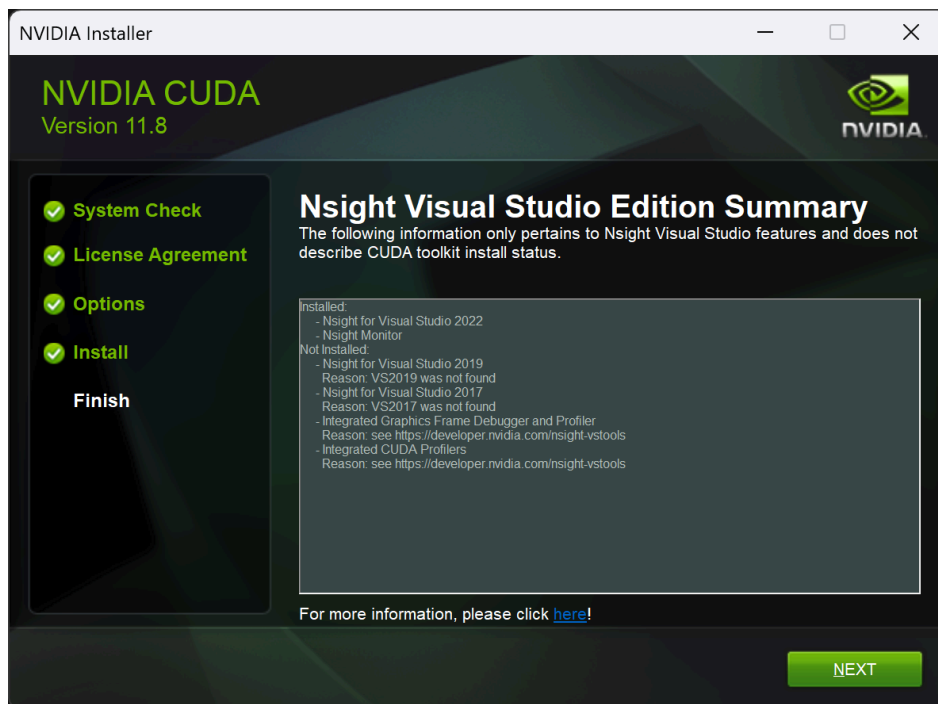 NVIDIA Installer
NVIDIA CUDA
Version 11.8
NVIDIA.
System Check
License Agreement
Options
Install
Finish
Nsight Visual Studio Edition Summary
The following information only pertains to Nsight Visual Studio features and does not
describe CUDA toolkit install status.
Installed:
- Nsight for Visual Studio 2022
- Nsight Monitor
Not Installed:
- Nsight for Visual Studio 2019
Reason: VS2019 was not found
- Nsight for Visual Studio 2017
Reason: VS2017 was not found
- Integrated Graphics Frame Debugger and Profiler
Reason: see https://developer.nvidia.com/nsight-vstools
- Integrated CUDA Profilers
Reason: see https://developer.nvidia.com/nsight-vstools
For more information, please click here!
NEXT